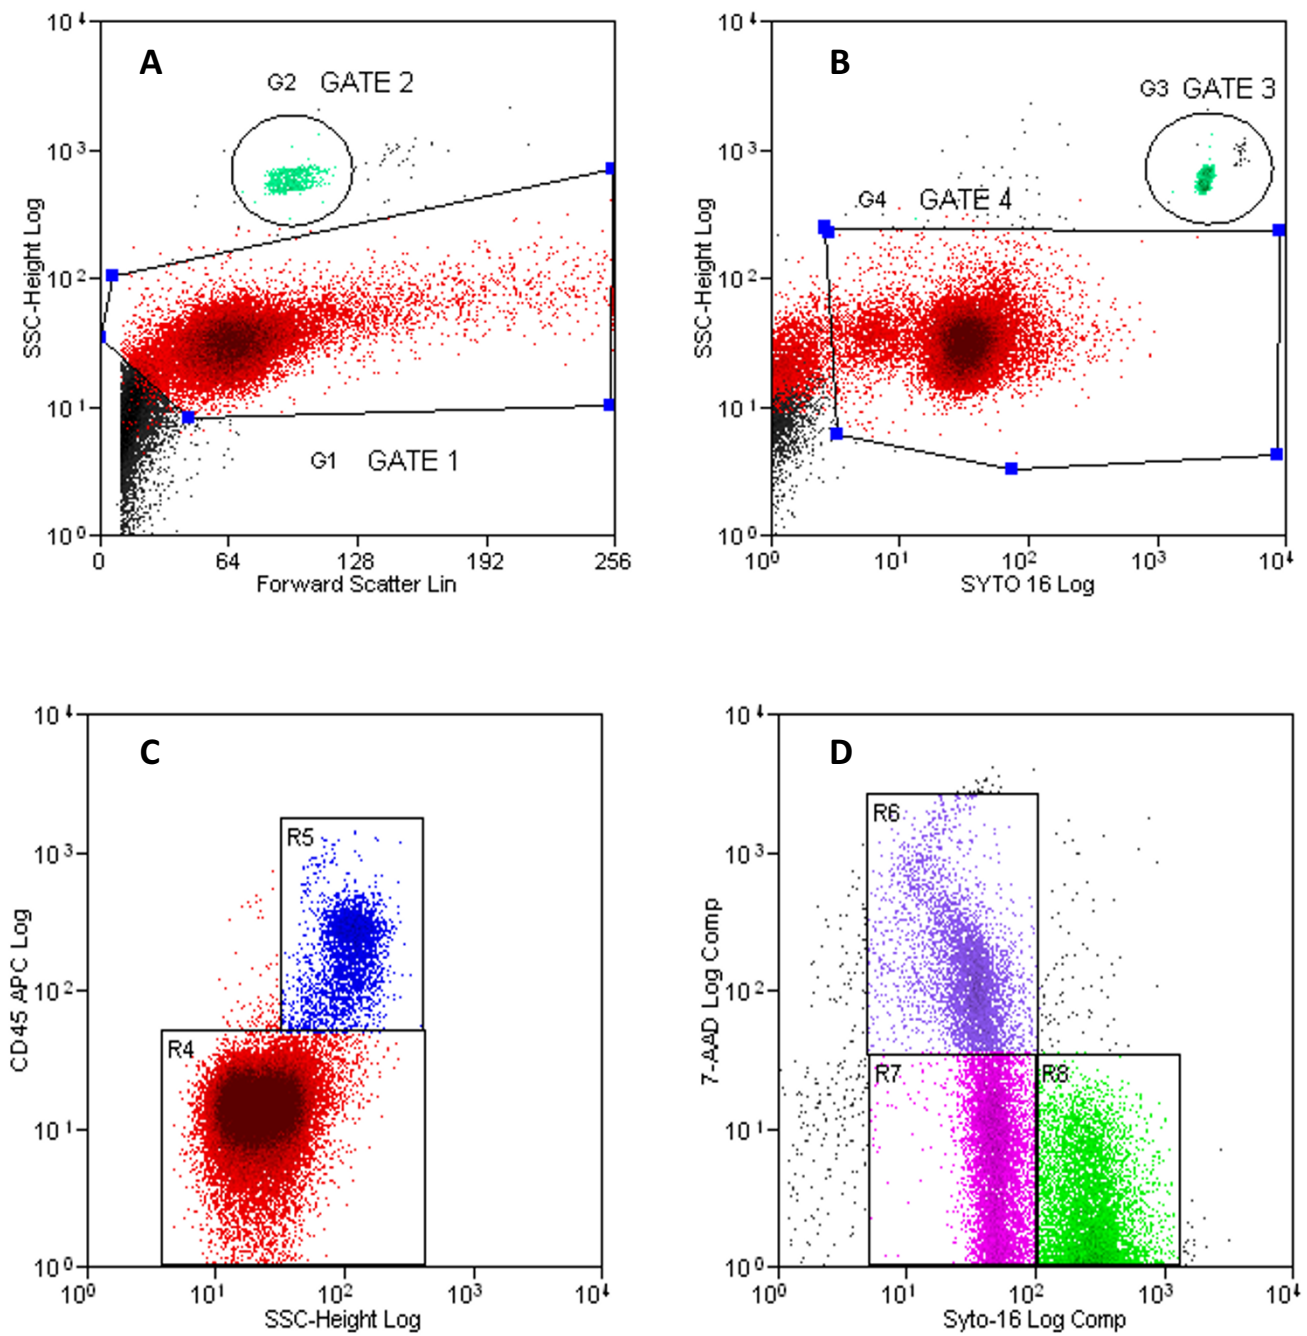 A
B
G2 GATE 2
G3 GATE 3
G4 GATE 4
G1 GATE 1
SSC-Height Log
10⁴
10³
10²
10¹
10⁰
0 64 128 192 256
Forward Scatter Lin
SSC-Height Log
10⁴
10³
10²
10¹
10⁰
10⁰ 10¹ 10² 10³ 10⁴
SYTO 16 Log
C
R5
R4
CD45 APC Log
10⁴
10³
10²
10¹
10⁰
10⁰ 10¹ 10² 10³ 10⁴
SSC-Height Log
D
R6
R7
R8
7-AAD Log Comp
10⁴
10³
10²
10¹
10⁰
10⁰ 10¹ 10² 10³ 10⁴
Syto-16 Log Comp